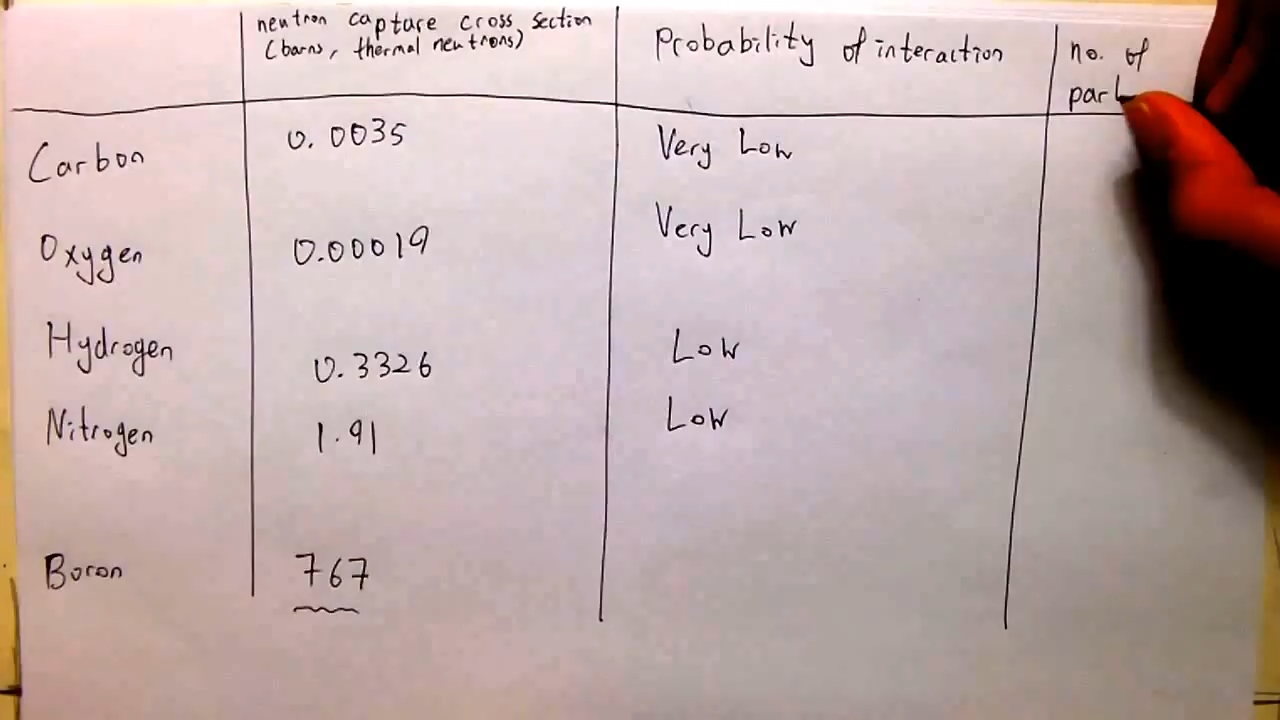 neutron capture cross section
(barns, thermal neutrons)
Probability of interaction
no. of
part
Carbon
0.0035
Very Low
Oxygen
0.00019
Very Low
Hydrogen
0.3326
Low
Nitrogen
1.91
Low
Boron
767